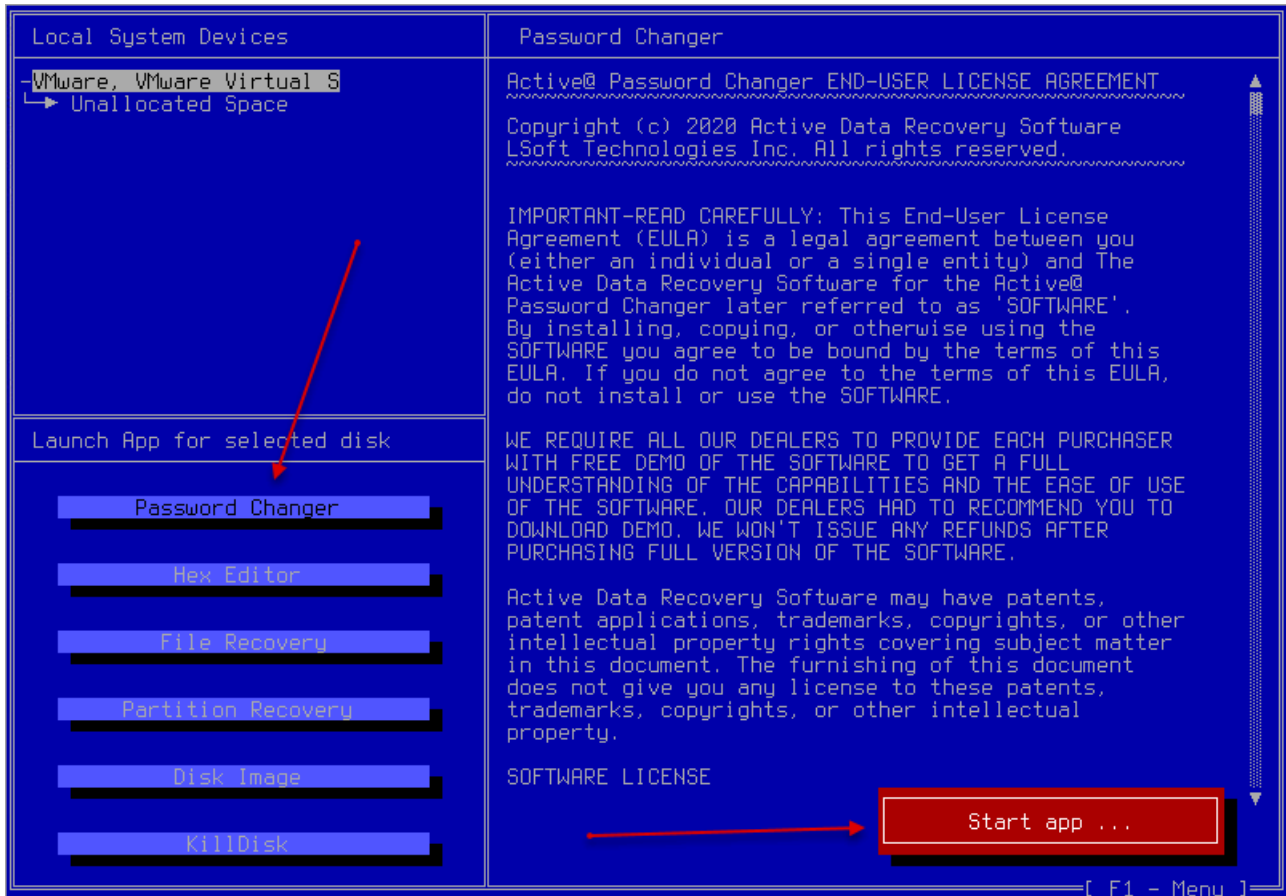 Local System Devices
-VMware, VMware Virtual S
Unallocated Space
Launch App for selected disk
Password Changer
Hex Editor
File Recovery
Partition Recovery
Disk Image
KillDisk
Password Changer
Active@ Password Changer END-USER LICENSE AGREEMENT
~~~~~~~~~~~~~~~~~~~~~~~~~~~~~~~~~~~~~~~~~~~~~~~~~~~~~
Copyright (c) 2020 Active Data Recovery Software
LSoft Technologies Inc. All rights reserved.
~~~~~~~~~~~~~~~~~~~~~~~~~~~~~~~~~~~~~~~~~~~~~~~~~~~~~
IMPORTANT-READ CAREFULLY: This End-User License
Agreement (EULA) is a legal agreement between you
(either an individual or a single entity) and The
Active Data Recovery Software for the Active@
Password Changer later referred to as 'SOFTWARE'.
By installing, copying, or otherwise using the
SOFTWARE you agree to be bound by the terms of this
EULA. If you do not agree to the terms of this EULA,
do not install or use the SOFTWARE.
WE REQUIRE ALL OUR DEALERS TO PROVIDE EACH PURCHASER
WITH FREE DEMO OF THE SOFTWARE TO GET A FULL
UNDERSTANDING OF THE CAPABILITIES AND THE EASE OF USE
OF THE SOFTWARE. OUR DEALERS HAD TO RECOMMEND YOU TO
DOWNLOAD DEMO. WE WON'T ISSUE ANY REFUNDS AFTER
PURCHASING FULL VERSION OF THE SOFTWARE.
Active Data Recovery Software may have patents,
patent applications, trademarks, copyrights, or other
intellectual property rights covering subject matter
in this document. The furnishing of this document
does not give you any license to these patents,
trademarks, copyrights, or other intellectual
property.
SOFTWARE LICENSE
Start app ...
[ F1 - Menu ]